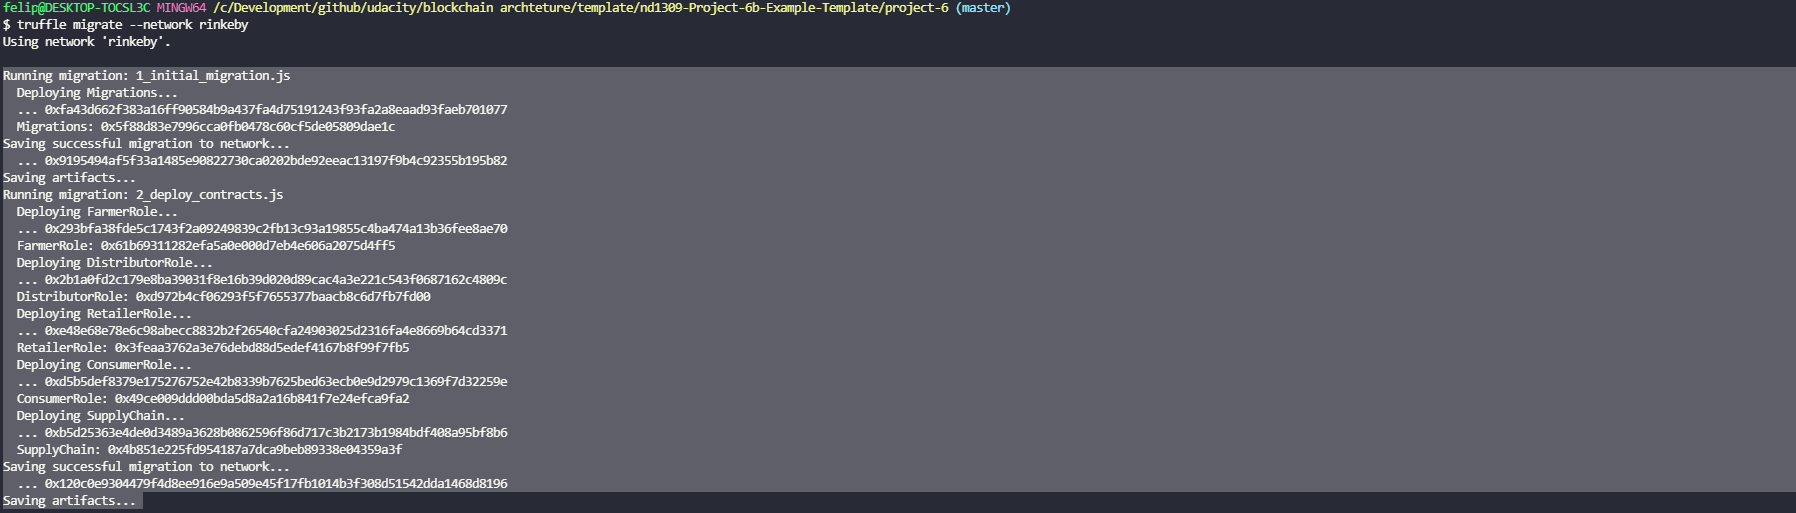 felip@DESKTOP-TOCSL3C MINGW64 /c/Development/github/udacity/blockchain archteture/template/nd1309-Project-6b-Example-Template/project-6 (master)
$ truffle migrate --network rinkeby
Using network 'rinkeby'.
Running migration: 1_initial_migration.js
Deploying Migrations...
... 0xfa43d662f383a16ff90584b9a437fa4d75191243f93fa2a8eaad93faeb701077
Migrations: 0x5f88d83e7996cca0fb0478c60cf5de05809dae1c
Saving successful migration to network...
... 0x9195494af5f33a1485e90822730ca0202bde92eeac13197f9b4c92355b195b82
Saving artifacts...
Running migration: 2_deploy_contracts.js
Deploying FarmerRole...
... 0x293bfa38fde5c1743f2a09249839c2fb13c93a19855c4ba474a13b36fee8ae70
FarmerRole: 0x61b69311282efa5a0e000d7eb4e606a2075d4ff5
Deploying DistributorRole...
... 0x2b1a0fd2c179e8ba39031f8e16b39d020d89cac4a3e221c543f0687162c4809c
DistributorRole: 0xd972b4cf06293f5f7655377baacb8c6d7fb7fd00
Deploying RetailerRole...
... 0xe48e68e78e6c98abecc8832b2f26540cfa24903025d2316fa4e8669b64cd3371
RetailerRole: 0x3feaa3762a3e76debd88d5edef4167b8f99f7fb5
Deploying ConsumerRole...
... 0xd5b5def8379e175276752e42b8339b7625bed63ecb0e9d2979c1369f7d32259e
ConsumerRole: 0x49ce009ddd00bda5d8a2a16b841f7e24efca9fa2
Deploying SupplyChain...
... 0xb5d25363e4de0d3489a3628b0862596f86d717c3b2173b1984bdf408a95bf8b6
SupplyChain: 0x4b851e225fd954187a7dca9beb89338e04359a3f
Saving successful migration to network...
... 0x120c0e9304479f4d8ee916e9a509e45f17fb1014b3f308d51542dda1468d8196
Saving artifacts...